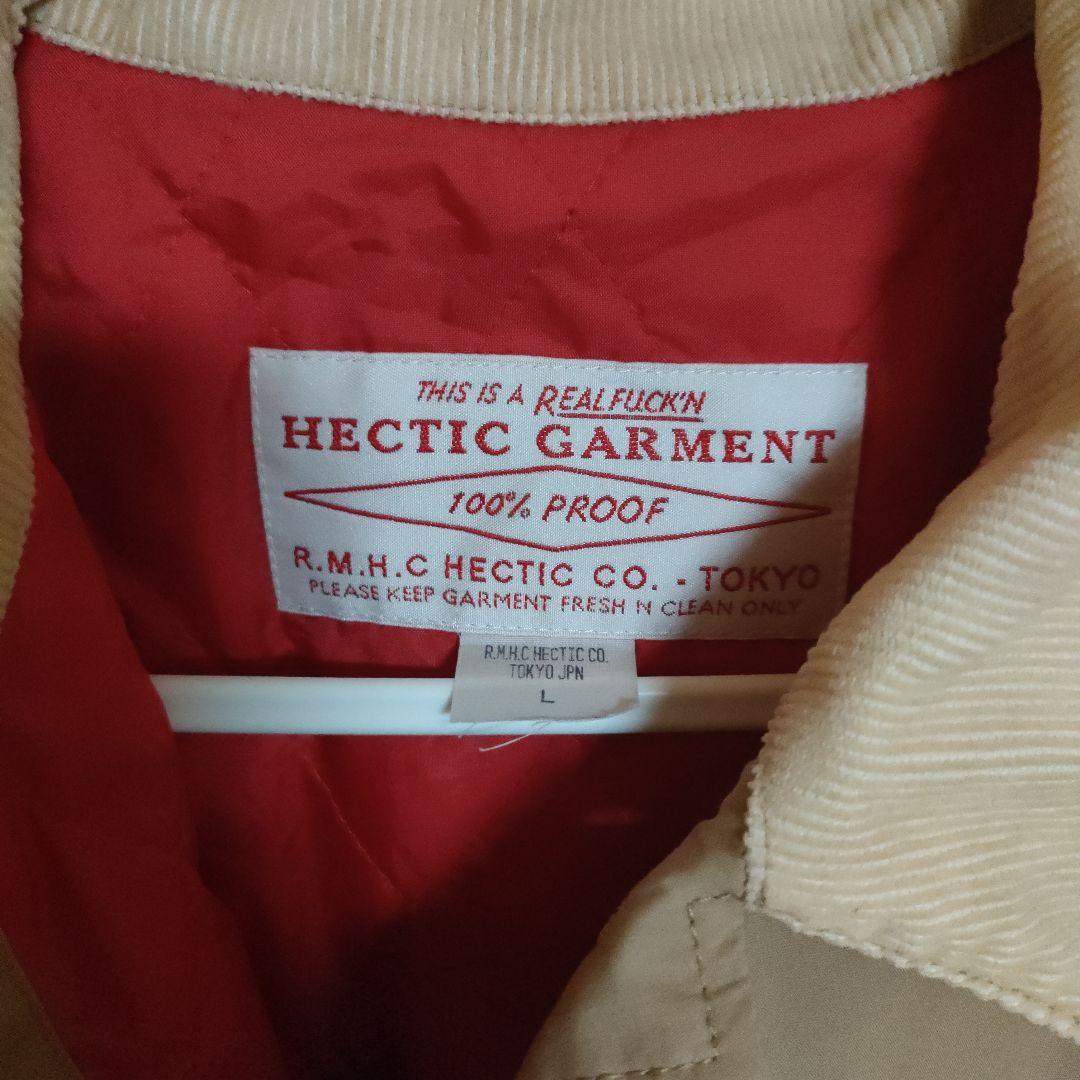 THIS IS A REALFUCK'N
HECTIC GARMENT
100% PROOF
R.M.H.C HECTIC CO. - TOKYO
PLEASE KEEP GARMENT FRESH N CLEAN ONLY
R.M.H.C HECTIC CO.
TOKYO JPN
L